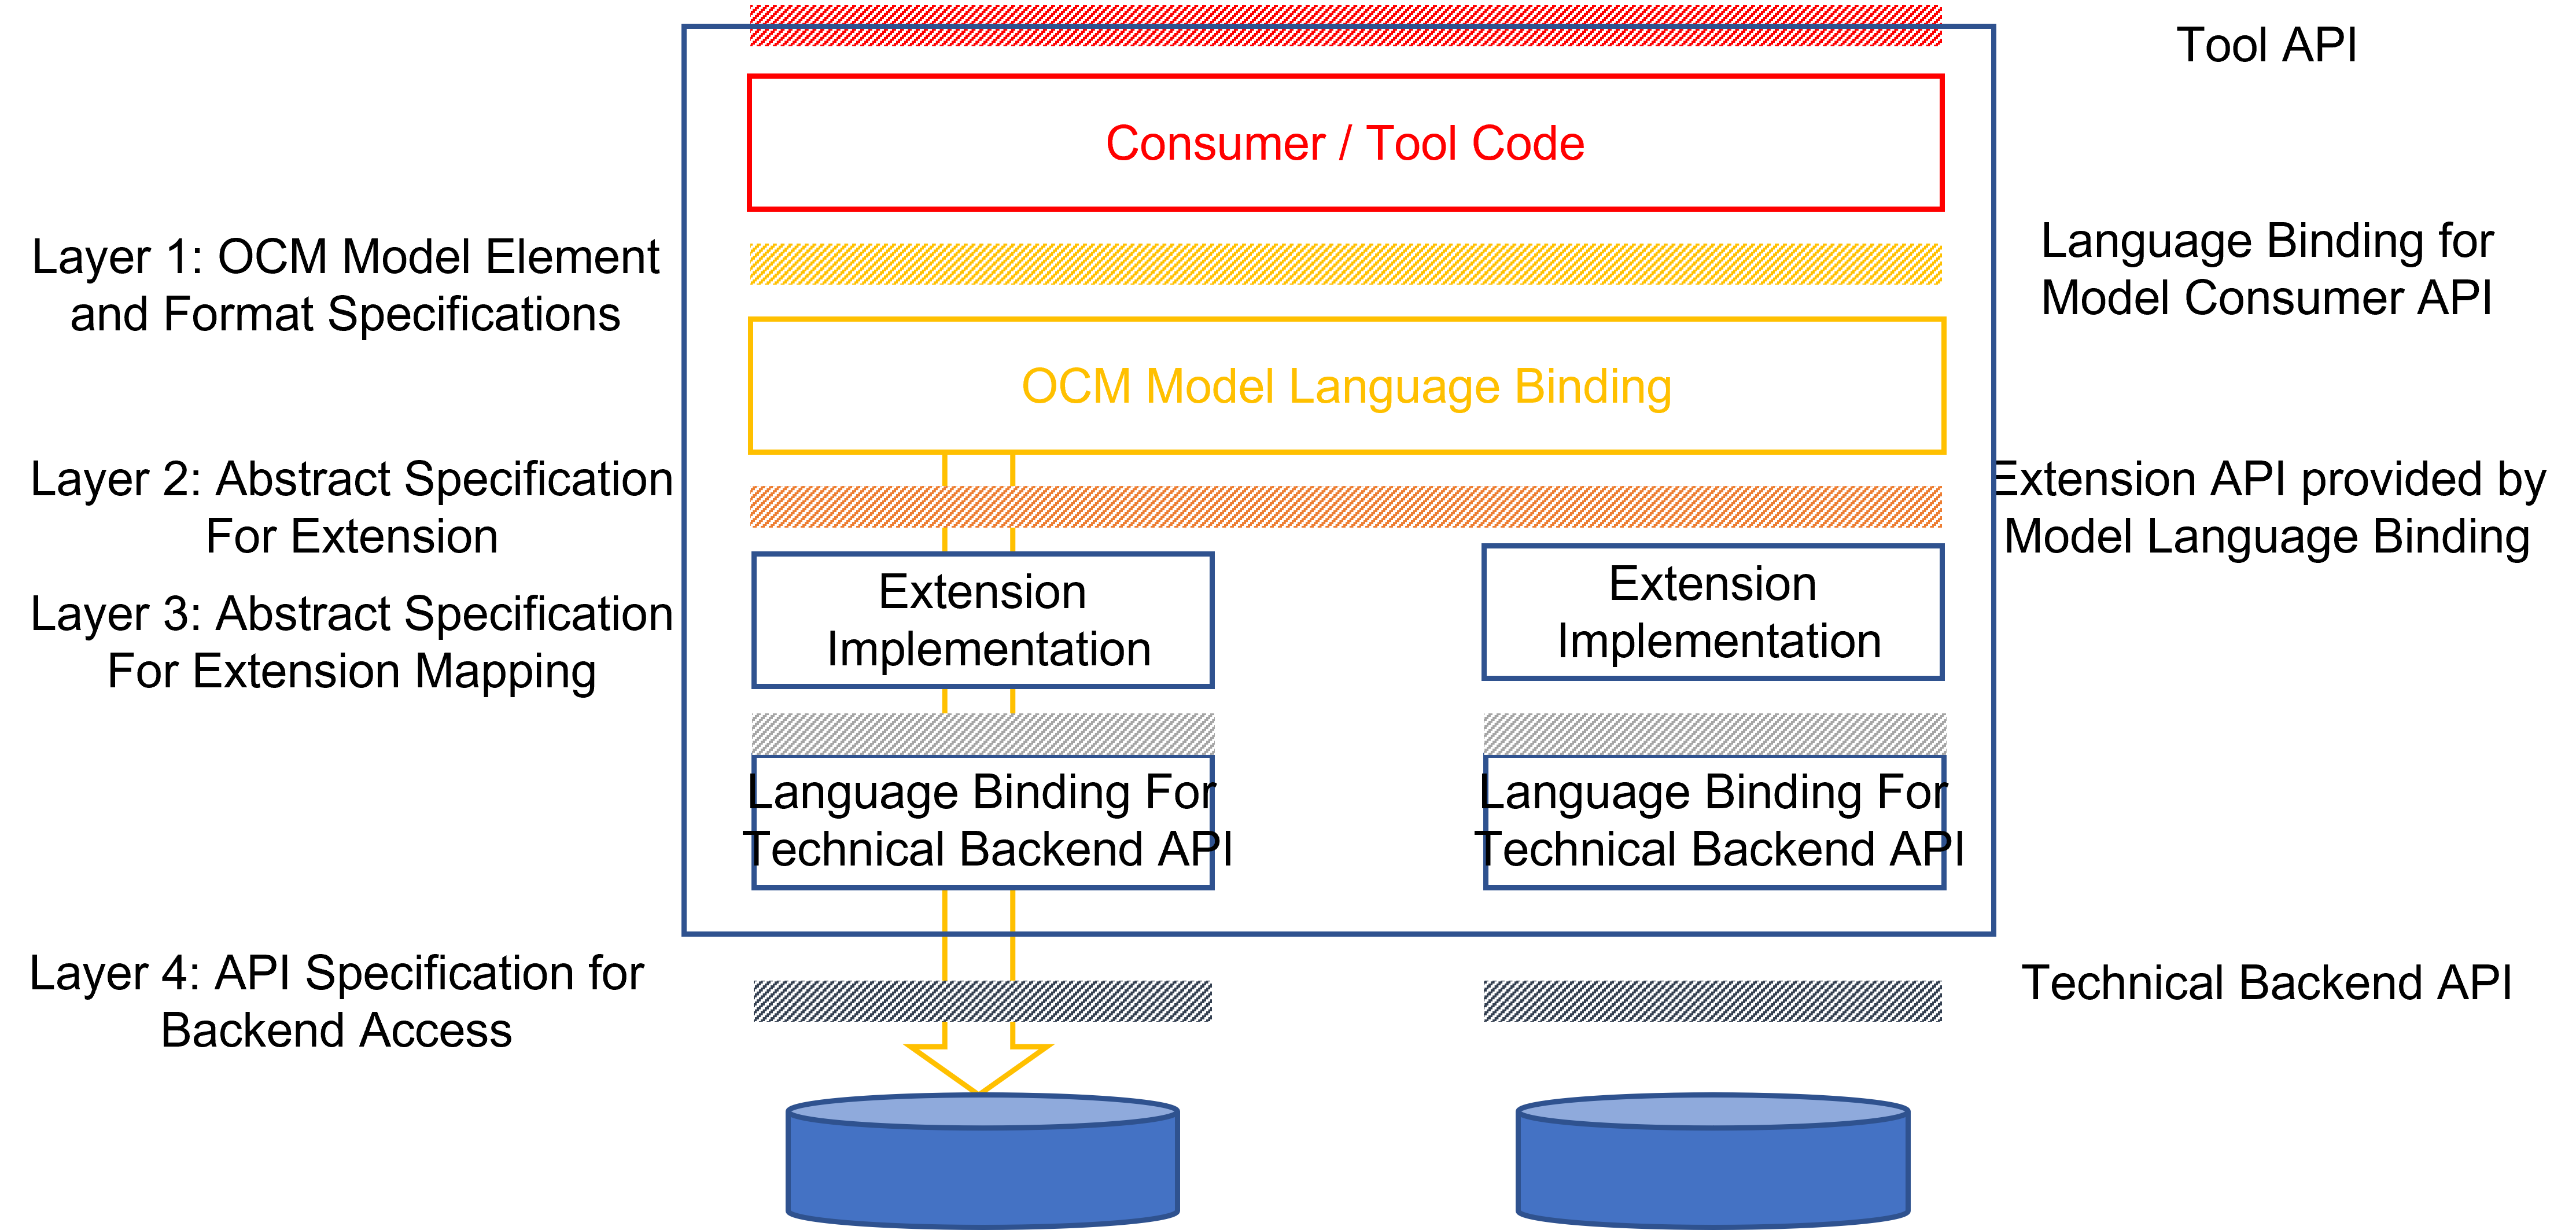 Tool API
Consumer / Tool Code
Layer 1: OCM Model Element
and Format Specifications
Language Binding for
Model Consumer API
OCM Model Language Binding
Layer 2: Abstract Specification
For Extension
Extension API provided by
Model Language Binding
Layer 3: Abstract Specification
For Extension Mapping
Extension
Implementation
Extension
Implementation
Language Binding For
Technical Backend API
Language Binding For
Technical Backend API
Layer 4: API Specification for
Backend Access
Technical Backend API